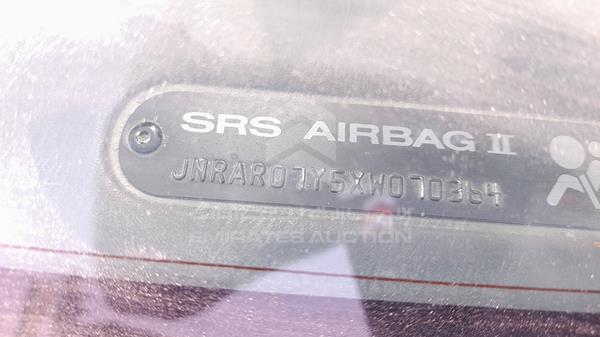 SRS AIRBAG II
JNRAR07Y5XW070364
EMIRATES AUCTION